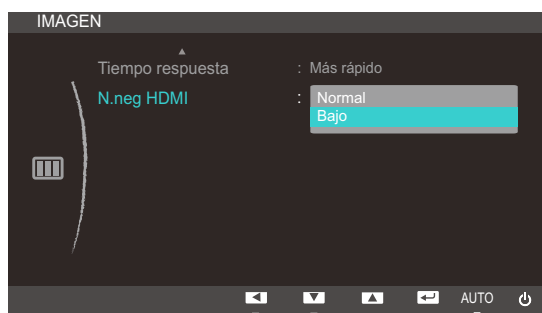 IMAGEN
Tiempo respuesta : Más rápido
N.neg HDMI : Normal
Bajo
AUTO